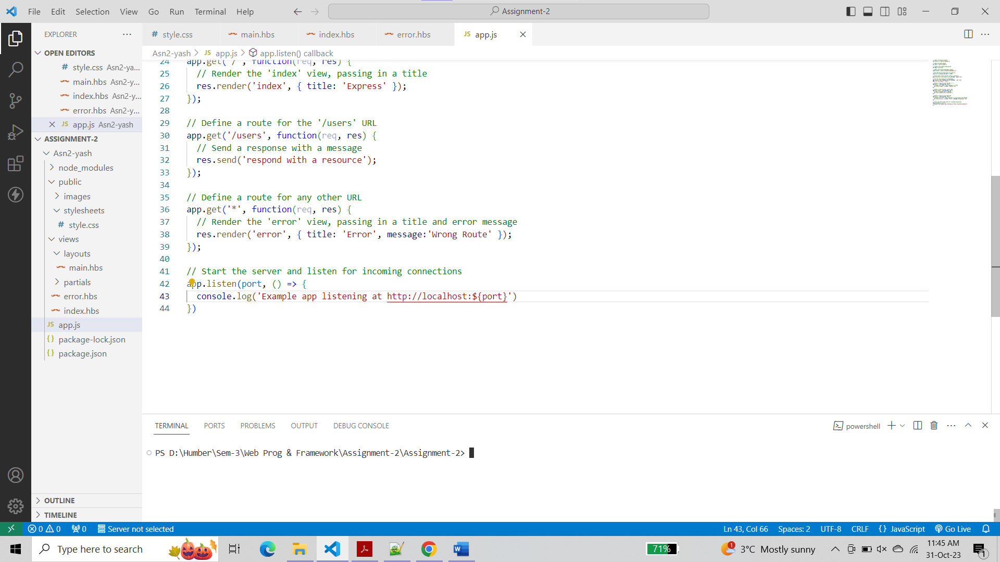 File Edit Selection View Go Run Terminal Help
Assignment-2
EXPLORER
style.css main.hbs index.hbs error.hbs JS app.js
Asn2-yash > JS app.js > app.listen() callback
OPEN EDITORS
# style.css Asn2-ya...
main.hbs Asn2-y...
index.hbs Asn2-y...
error.hbs Asn2-y...
JS app.js Asn2-yash
ASSIGNMENT-2
Asn2-yash
node_modules
public
images
stylesheets
# style.css
views
layouts
main.hbs
partials
error.hbs
index.hbs
JS app.js
{} package-lock.json
{} package.json
OUTLINE
TIMELINE
24 app.get('/', function(req, res) {
25 // Render the 'index' view, passing in a title
26 res.render('index', { title: 'Express' });
27 });
28
29 // Define a route for the '/users' URL
30 app.get('/users', function(req, res) {
31 // Send a response with a message
32 res.send('respond with a resource');
33 });
34
35 // Define a route for any other URL
36 app.get('*', function(req, res) {
37 // Render the 'error' view, passing in a title and error message
38 res.render('error', { title: 'Error', message:'Wrong Route' });
39 });
40
41 // Start the server and listen for incoming connections
42 app.listen(port, () => {
43 console.log('Example app listening at http://localhost:${port}')
44 })
TERMINAL PORTS PROBLEMS OUTPUT DEBUG CONSOLE
powershell
PS D:\Humber\Sem-3\Web Prog & Framework\Assignment-2\Assignment-2>
0 0 0 Server not selected
Ln 43, Col 66 Spaces: 2 UTF-8 CRLF {} JavaScript Go Live
Type here to search
71%
1
3°C Mostly sunny
11:45 AM
31-Oct-23
1